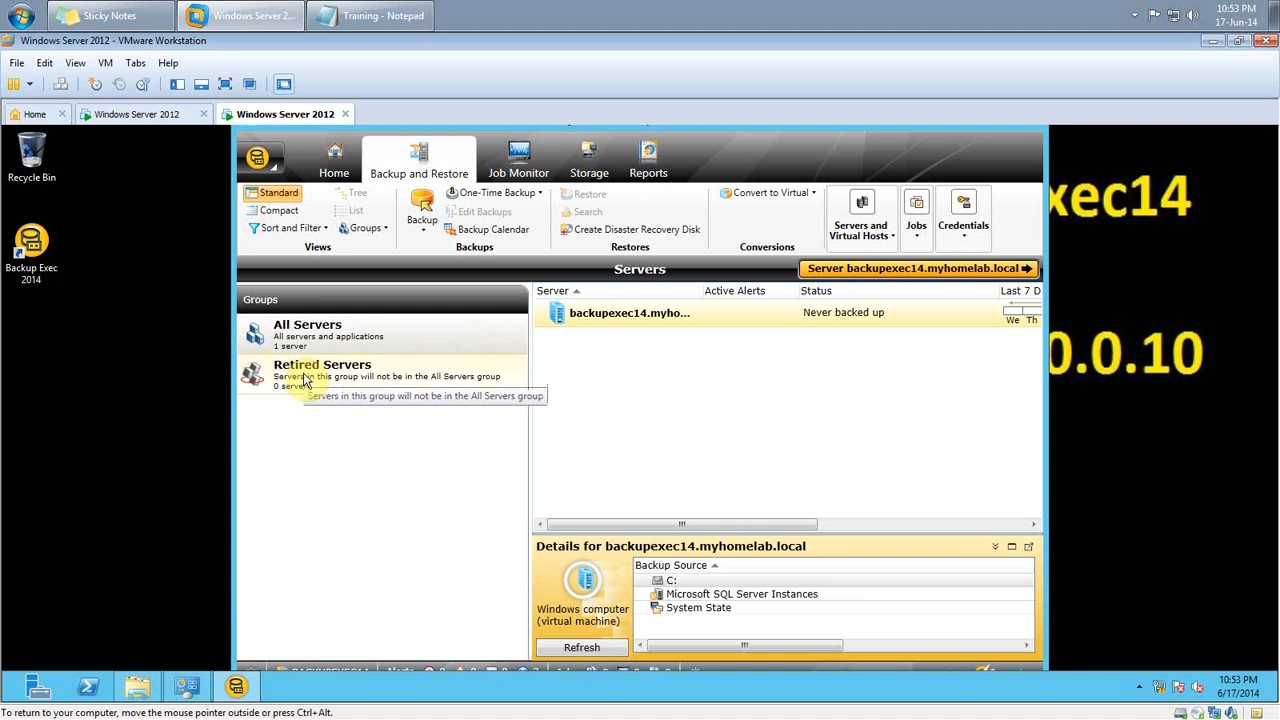 Sticky Notes
Windows Server 2...
Training - Notepad
10:53 PM
17-Jun-14
Windows Server 2012 - VMware Workstation
File Edit View VM Tabs Help
Home Windows Server 2012 Windows Server 2012
Recycle Bin
Backup Exec
2014
Home Backup and Restore Job Monitor Storage Reports
Standard
Compact
Sort and Filter
Tree
List
Groups
Views
Backup
One-Time Backup
Edit Backups
Backup Calendar
Backups
Restore
Search
Create Disaster Recovery Disk
Restores
Convert to Virtual
Conversions
Servers and
Virtual Hosts
Jobs
Credentials
xec14
0.0.10
Servers
Server backupexec14.myhomelab.local
Groups
All Servers
All servers and applications
1 server
Retired Servers
Servers in this group will not be in the All Servers group
0 serve
Servers in this group will not be in the All Servers group
Server Active Alerts Status Last 7 D
backupexec14.myho... Never backed up
We Th
Details for backupexec14.myhomelab.local
Windows computer
(virtual machine)
Refresh
Backup Source
C:
Microsoft SQL Server Instances
System State
10:53 PM
6/17/2014
To return to your computer, move the mouse pointer outside or press Ctrl+Alt.